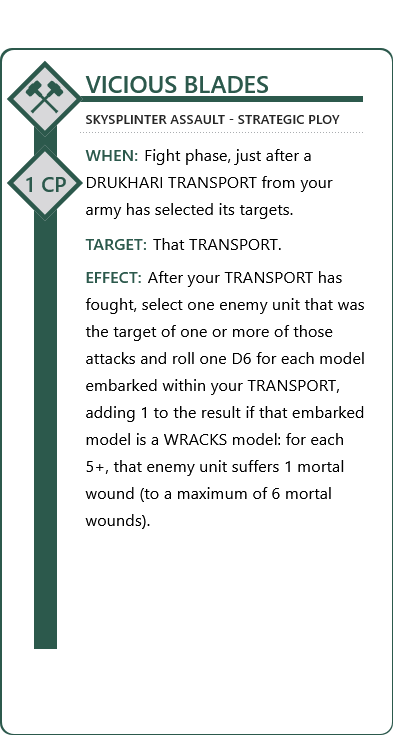 VICIOUS BLADES
SKYSPLINTER ASSAULT - STRATEGIC PLOY
1 CP
WHEN: Fight phase, just after a
DRUKHARI TRANSPORT from your
army has selected its targets.
TARGET: That TRANSPORT.
EFFECT: After your TRANSPORT has
fought, select one enemy unit that was
the target of one or more of those
attacks and roll one D6 for each model
embarked within your TRANSPORT,
adding 1 to the result if that embarked
model is a WRACKS model: for each
5+, that enemy unit suffers 1 mortal
wound (to a maximum of 6 mortal
wounds).